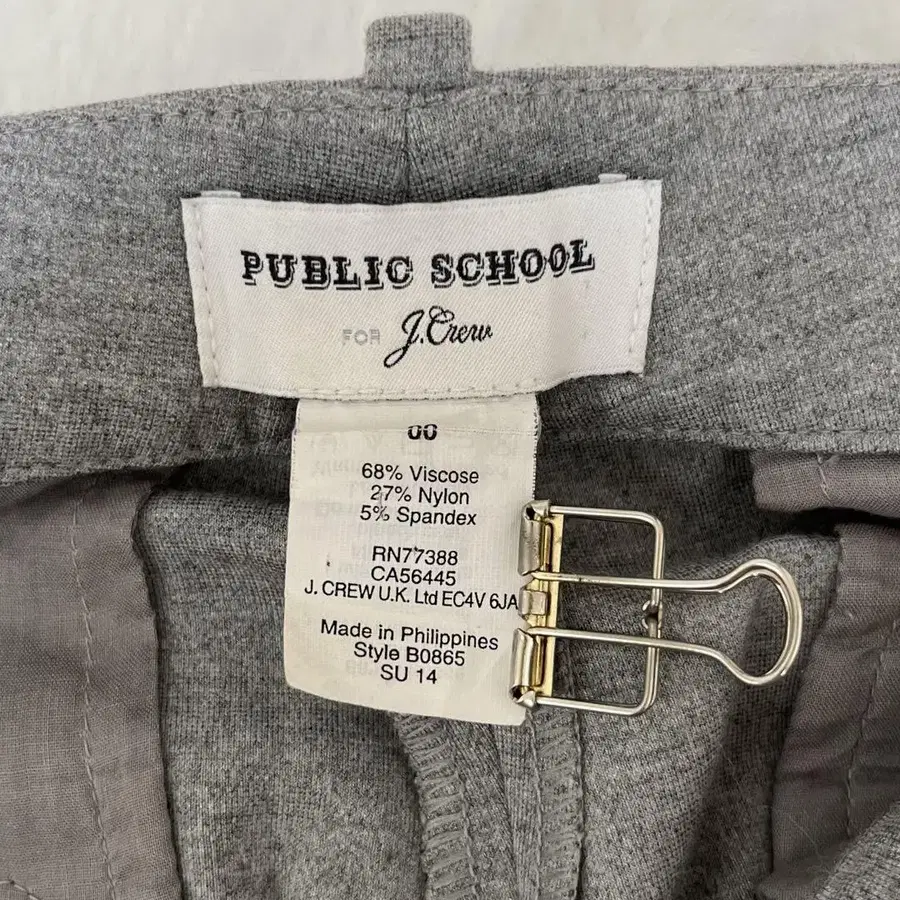 PUBLIC SCHOOL
FOR J.Crew
00
68% Viscose
27% Nylon
5% Spandex
RN77388
CA56445
J. CREW U.K. Ltd EC4V 6JA
Made in Philippines
Style B0865
SU 14